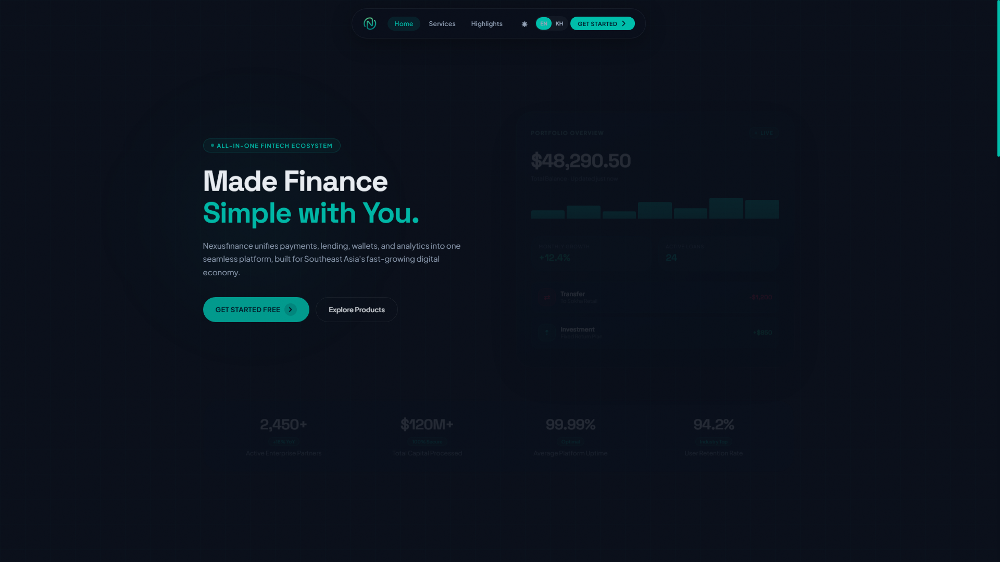 Home
Services
Highlights
EN
KH
GET STARTED
ALL-IN-ONE FINTECH ECOSYSTEM
Made Finance
Simple with You.
Nexusfinance unifies payments, lending, wallets, and analytics into one
seamless platform, built for Southeast Asia's fast-growing digital
economy.
GET STARTED FREE
Explore Products
PORTFOLIO OVERVIEW
LIVE
$48,290.50
Total Balance · Updated just now
MONTHLY GROWTH
+12.4%
ACTIVE LOANS
24
Transfer
-$1,200
Investment
+$850
2,450+
+18% YoY
Active Enterprise Partners
$120M+
100% Secure
Total Capital Processed
99.99%
Optimal
Average Platform Uptime
94.2%
Industry Top
User Retention Rate